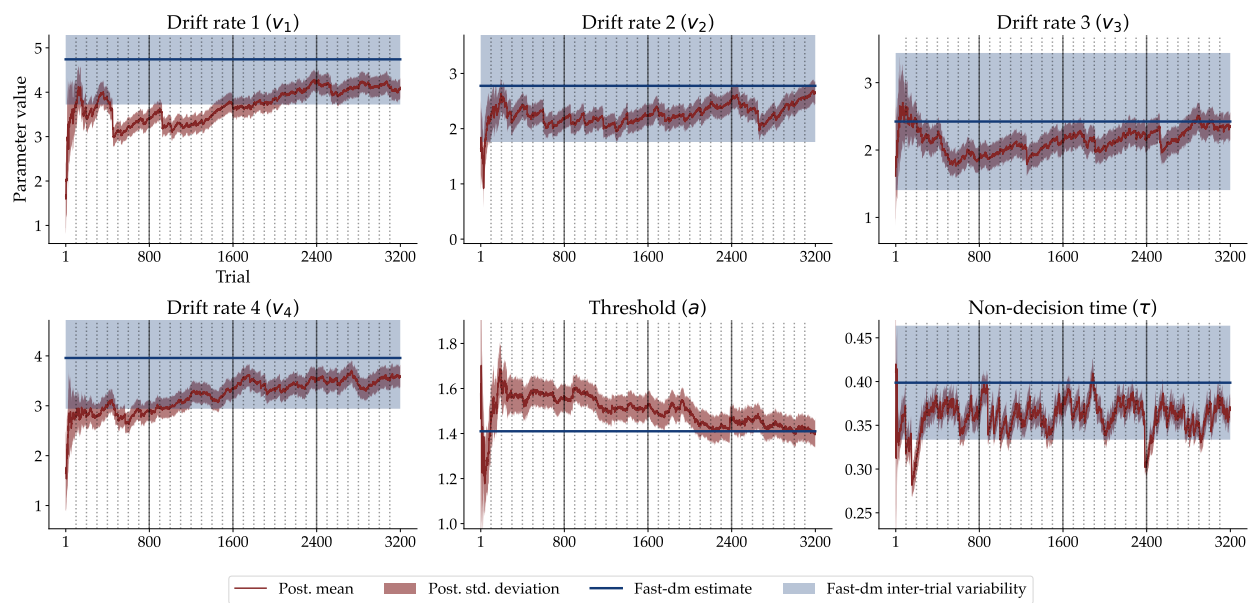 Drift rate 1 (v₁) Drift rate 2 (v₂) Drift rate 3 (v₃)
Parameter value
5
4
3
2
1
1 800 1600 2400 3200
Trial
3
2
1
0
1 800 1600 2400 3200
3
2
1
1 800 1600 2400 3200
Drift rate 4 (v₄) Threshold (a) Non-decision time (τ)
4
3
2
1
1 800 1600 2400 3200
1.8
1.6
1.4
1.2
1.0
1 800 1600 2400 3200
0.45
0.40
0.35
0.30
0.25
1 800 1600 2400 3200
Post. mean Post. std. deviation Fast-dm estimate Fast-dm inter-trial variability